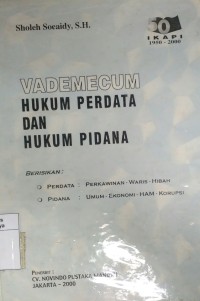 Sholeh Soeaidy, S.H.
50
IKAPI
1950 - 2000
VADEMECUM
HUKUM PERDATA
DAN
HUKUM PIDANA
BERISIKAN :
PERDATA : PERKAWINAN - WARIS - HIBAH
PIDANA : UMUM - EKONOMI - HAM - KORUPSI
PENERBIT :
CV. NOVINDO PUSTAKA MANDIRI
JAKARTA – 2000